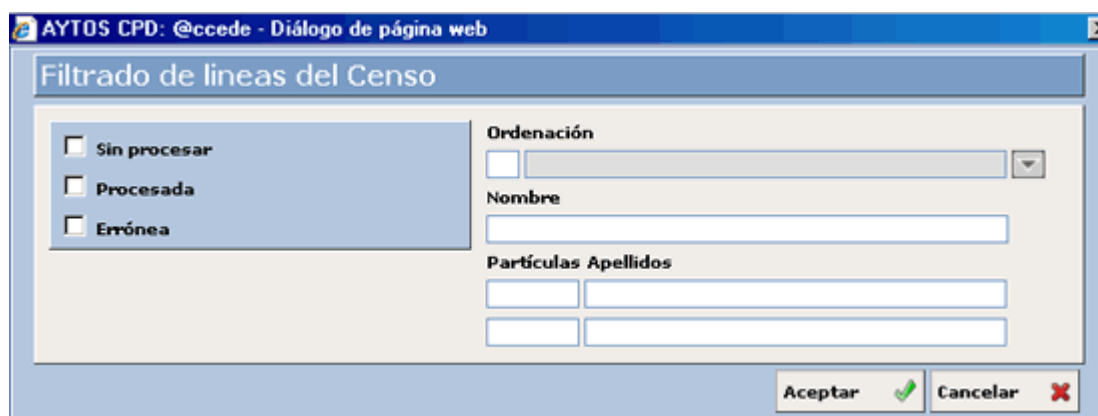 AYTOS CPD: @ccede - Diálogo de página web
Filtrado de lineas del Censo
Sin procesar
Procesada
Errónea
Ordenación
Nombre
Partículas Apellidos
Aceptar
Cancelar